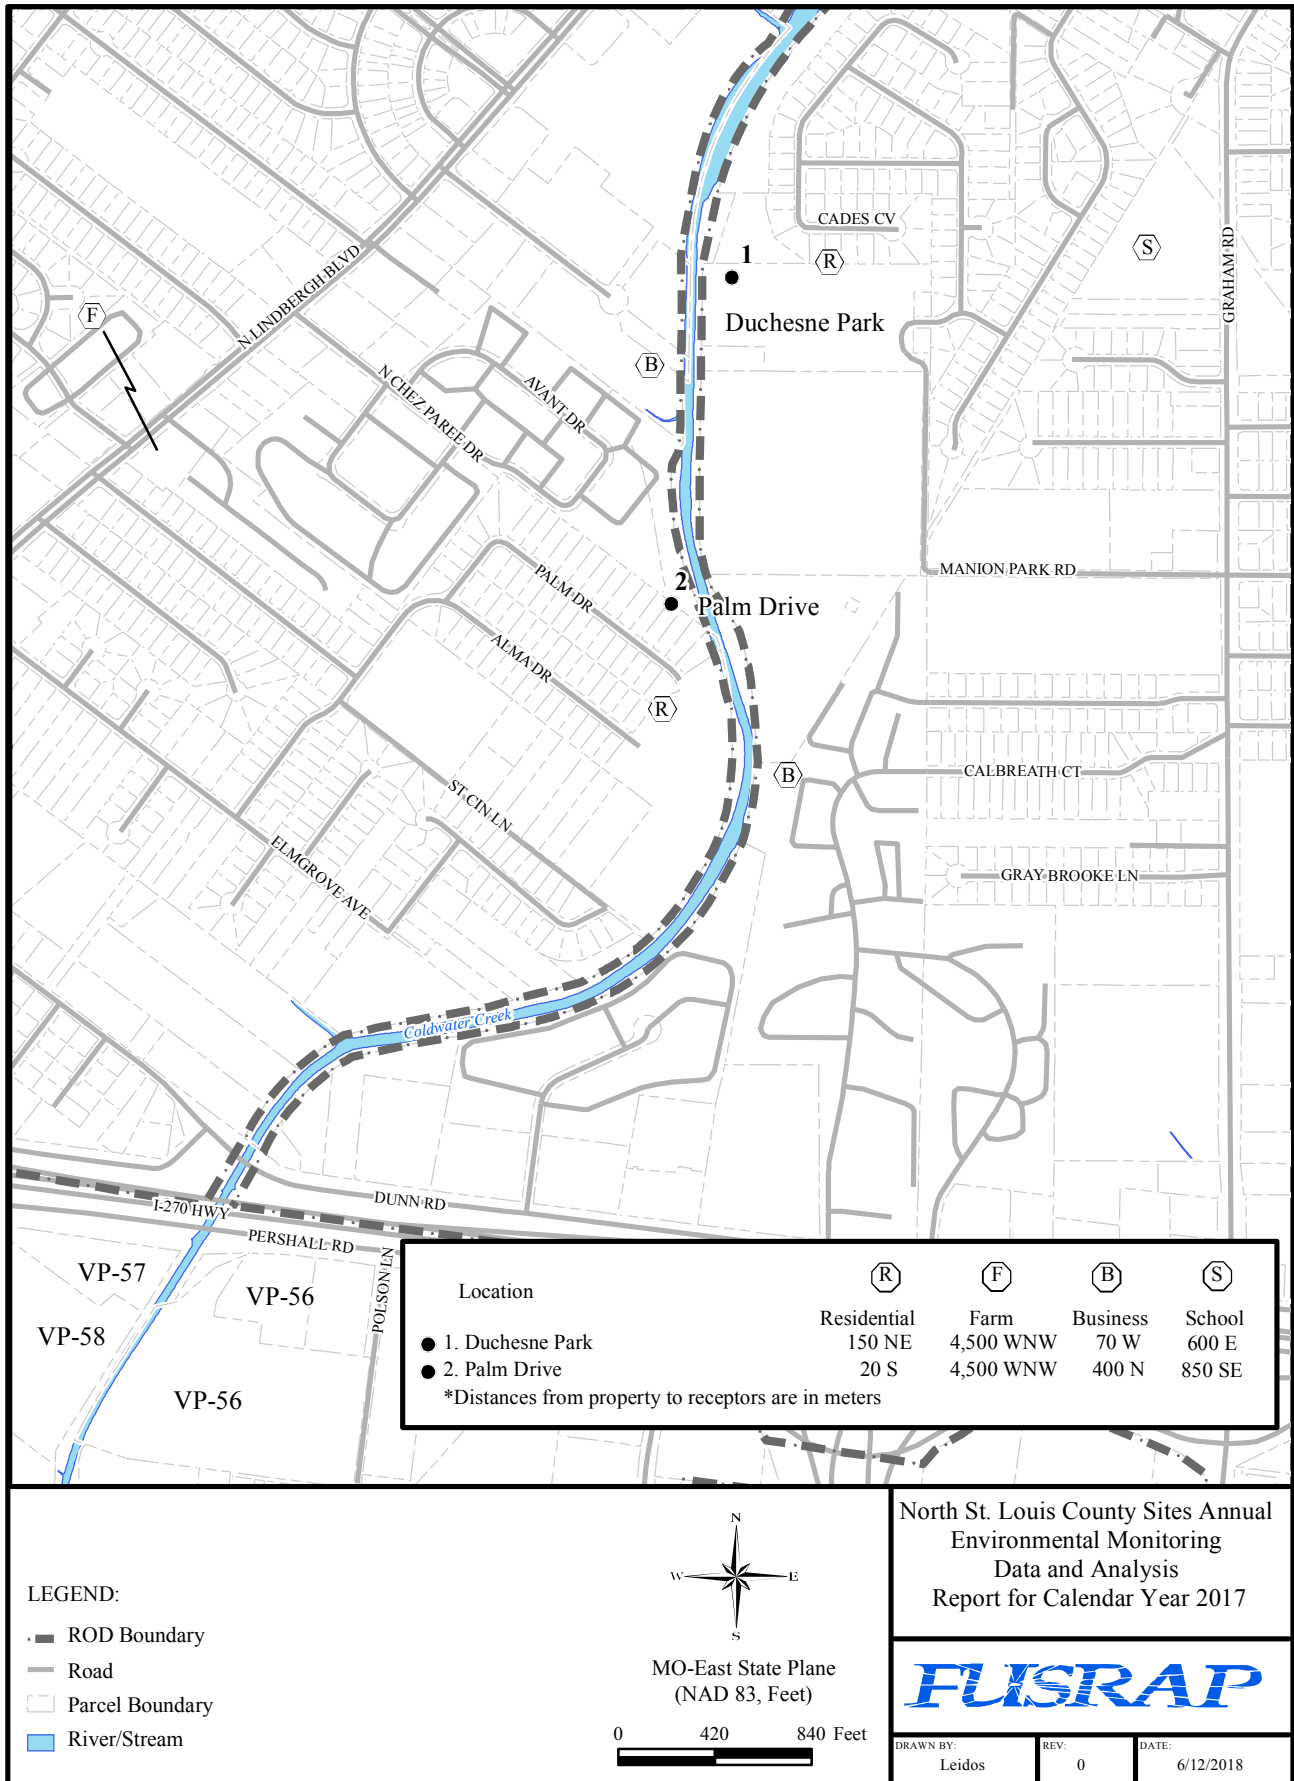 CADES CV
S
1
R
GRAHAM RD
N LINDBERGH BLVD
F
Duchesne Park
B
N CHEZ PAREE DR
AVANT DR
MANION PARK RD
PALM DR
2
Palm Drive
ALMA DR
R
B
CALBREATH CT
ST CIN LN
ELMGROVE AVE
GRAY BROOKE LN
Coldwater Creek
DUNN RD
I-270 HWY
PERSHALL RD
POLSON LN
VP-57
VP-56
VP-58
VP-56
R F B S
Location
Residential Farm Business School
1. Duchesne Park 150 NE 4,500 WNW 70 W 600 E
2. Palm Drive 20 S 4,500 WNW 400 N 850 SE
*Distances from property to receptors are in meters
LEGEND:
ROD Boundary
Road
Parcel Boundary
River/Stream
N
W E
S
MO-East State Plane
(NAD 83, Feet)
0 420 840 Feet
North St. Louis County Sites Annual
Environmental Monitoring
Data and Analysis
Report for Calendar Year 2017
FUSRAP
DRAWN BY: REV: DATE:
Leidos 0 6/12/2018